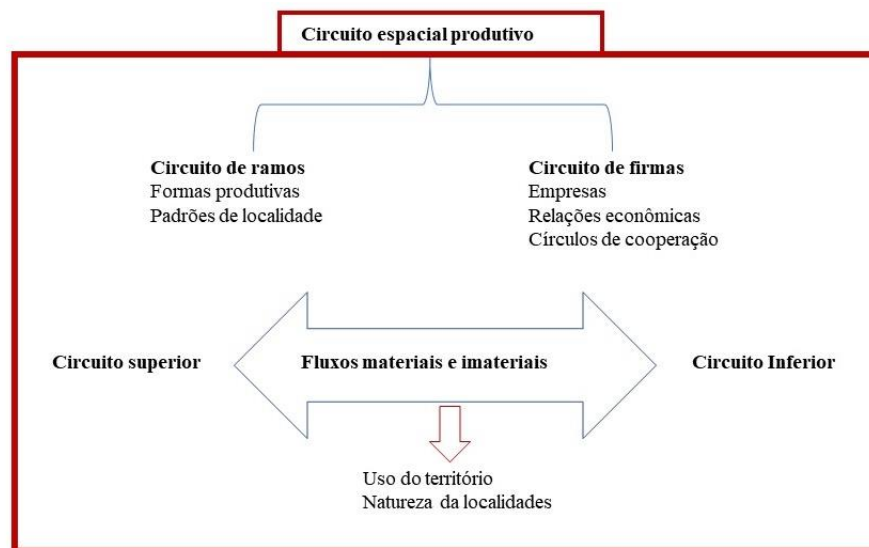 Circuito espacial produtivo
Circuito de ramos
Formas produtivas
Padrões de localidade
Circuito de firmas
Empresas
Relações econômicas
Círculos de cooperação
Circuito superior
Fluxos materiais e imateriais
Circuito Inferior
Uso do território
Natureza da localidades